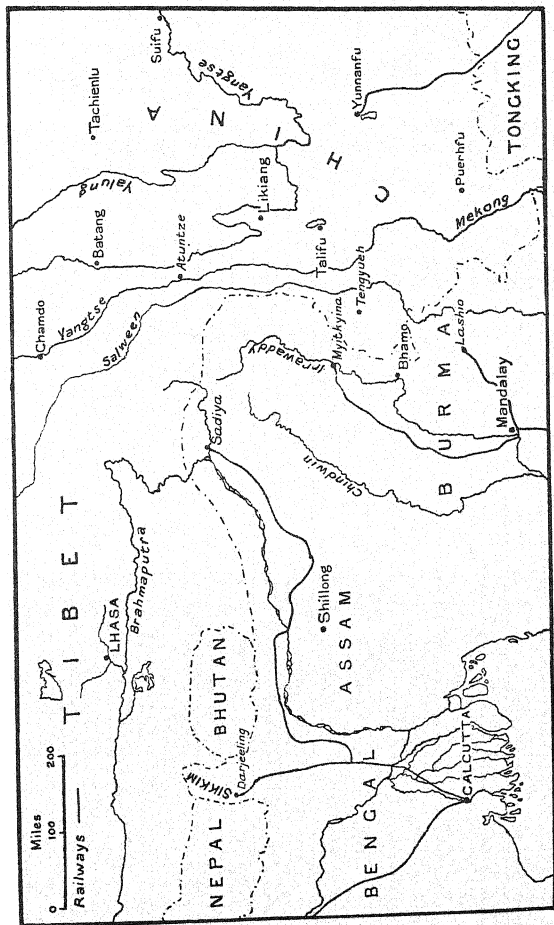 Miles
0 100 200
Railways
TIBET
LHASA
Brahmaputra
NEPAL
SIKKIM
Darjeeling
BHUTAN
BENGAL
CALCUTTA
ASSAM
Shillong
Sadiya
Chamdo
Yangtse
Salween
Batang
Atuntze
Yalung
Tachienlu
Suifu
Yangtse
CHINA
Likiang
Talifu
Tengyueh
Yunnanfu
Puerhfu
Mekong
TONGKING
Irrawaddy
Myitkyina
Bhamo
Chindwin
BURMA
Lashio
Mandalay